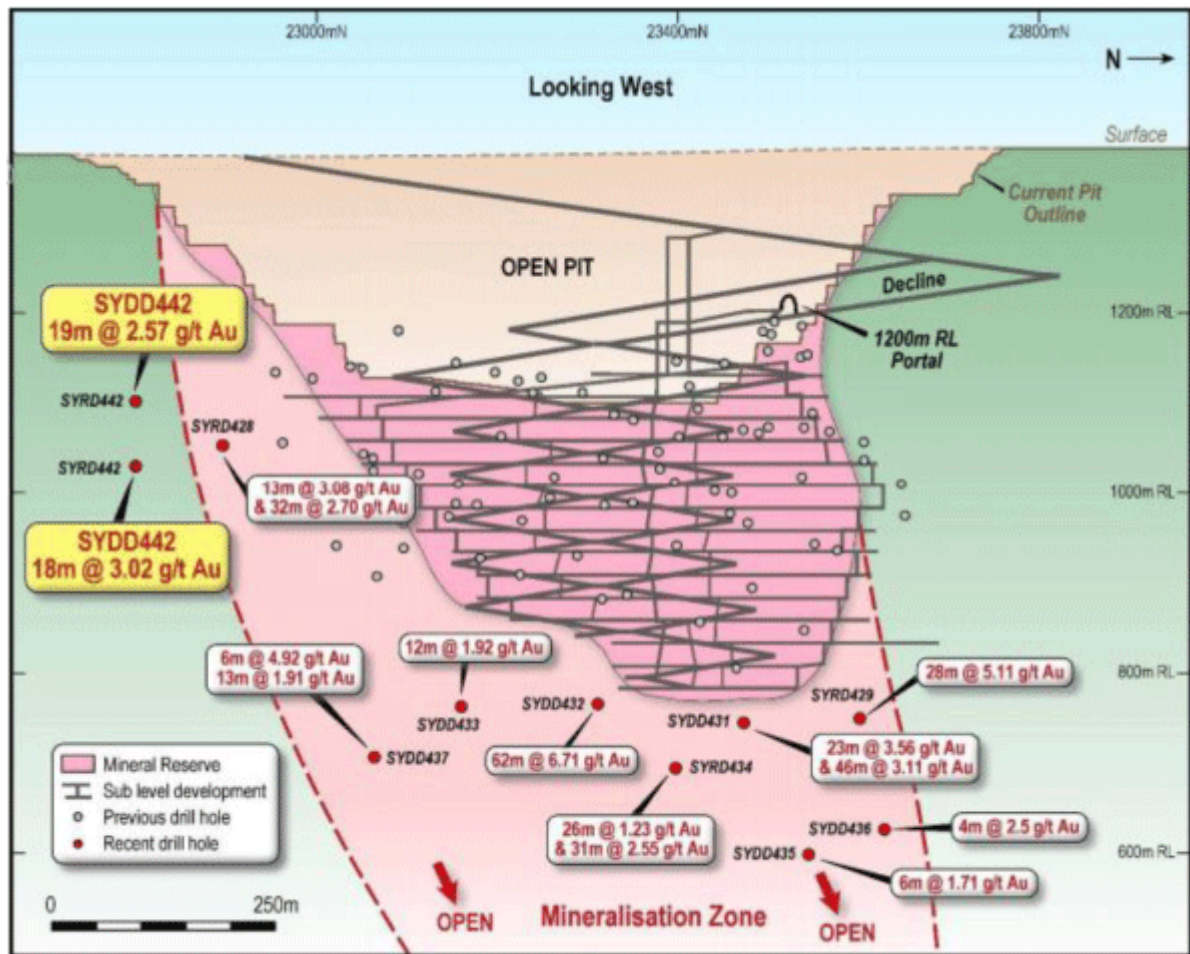 23000mN
23400mN
23800mN
N
Looking West
Surface
Current Pit
Outline
OPEN PIT
Decline
1200m RL
1200m RL
Portal
SYDD442
19m @ 2.57 g/t Au
SYRD442
SYRD428
13m @ 3.08 g/t Au
& 32m @ 2.70 g/t Au
SYRD442
1000m RL
SYDD442
18m @ 3.02 g/t Au
12m @ 1.92 g/t Au
6m @ 4.92 g/t Au
13m @ 1.91 g/t Au
800m RL
28m @ 5.11 g/t Au
SYRD429
SYDD432
SYDD433
SYDD431
62m @ 6.71 g/t Au
23m @ 3.56 g/t Au
& 46m @ 3.11 g/t Au
SYDD437
SYRD434
Mineral Reserve
Sub level development
Previous drill hole
Recent drill hole
26m @ 1.23 g/t Au
& 31m @ 2.55 g/t Au
SYDD436
4m @ 2.5 g/t Au
SYDD435
600m RL
6m @ 1.71 g/t Au
0
250m
OPEN
Mineralisation Zone
OPEN